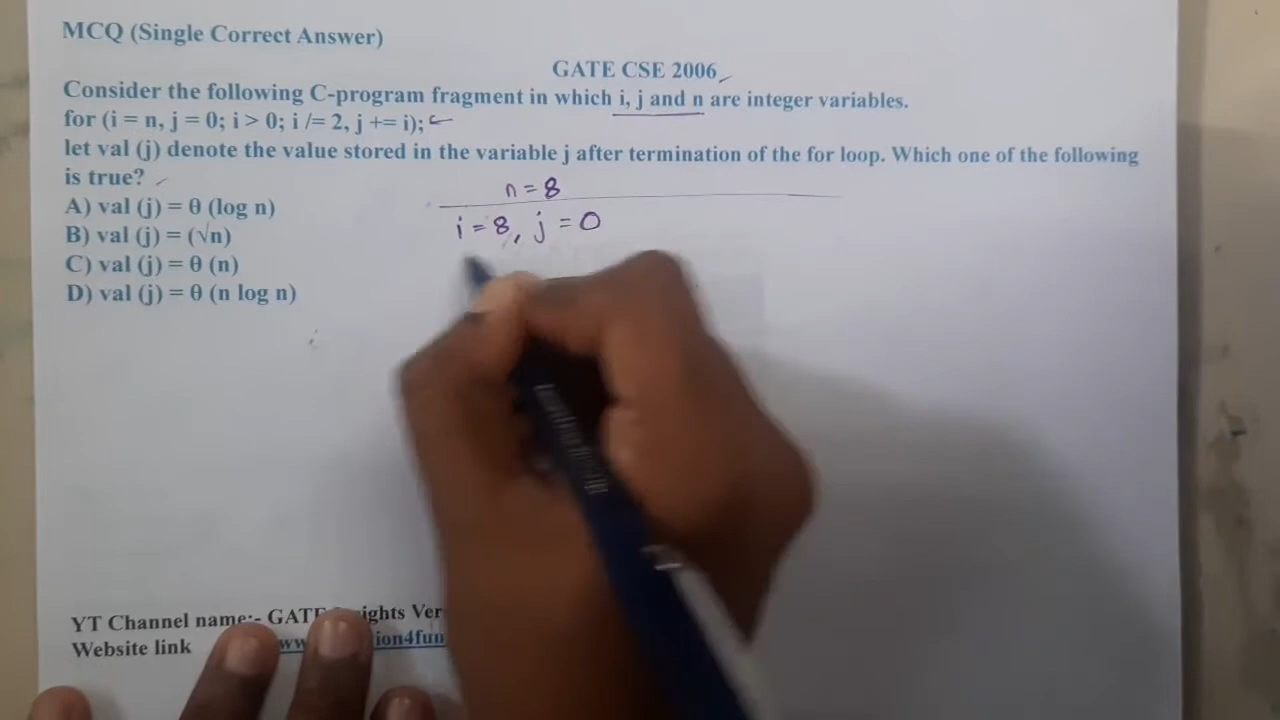 MCQ (Single Correct Answer)
GATE CSE 2006
Consider the following C-program fragment in which i, j and n are integer variables.
for (i = n, j = 0; i > 0; i /= 2, j += i);
let val (j) denote the value stored in the variable j after termination of the for loop. Which one of the following
is true?
n = 8
A) val (j) = θ (log n)
i = 8, j = 0
B) val (j) = (√n)
C) val (j) = θ (n)
D) val (j) = θ (n log n)
YT Channel name:- GATE
Website link